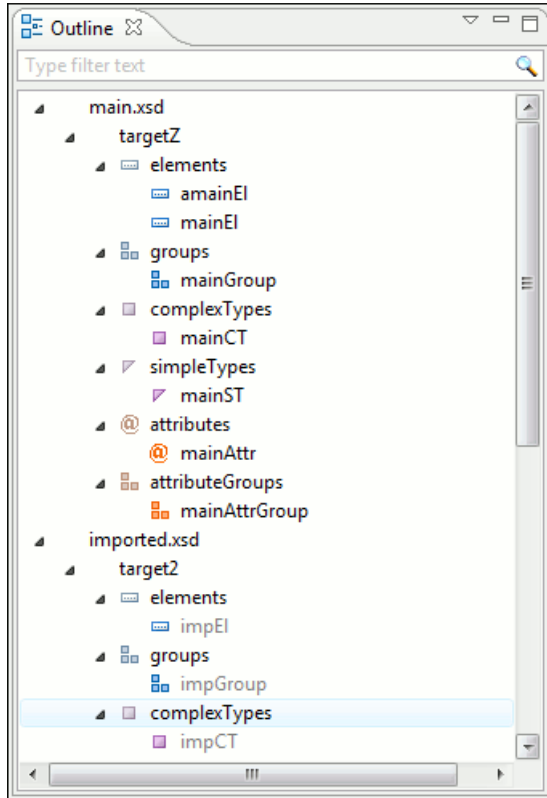 Outline
Type filter text
main.xsd
targetZ
elements
amainEl
mainEl
groups
mainGroup
complexTypes
mainCT
simpleTypes
mainST
@ attributes
@ mainAttr
attributeGroups
mainAttrGroup
imported.xsd
target2
elements
impEl
groups
impGroup
complexTypes
impCT